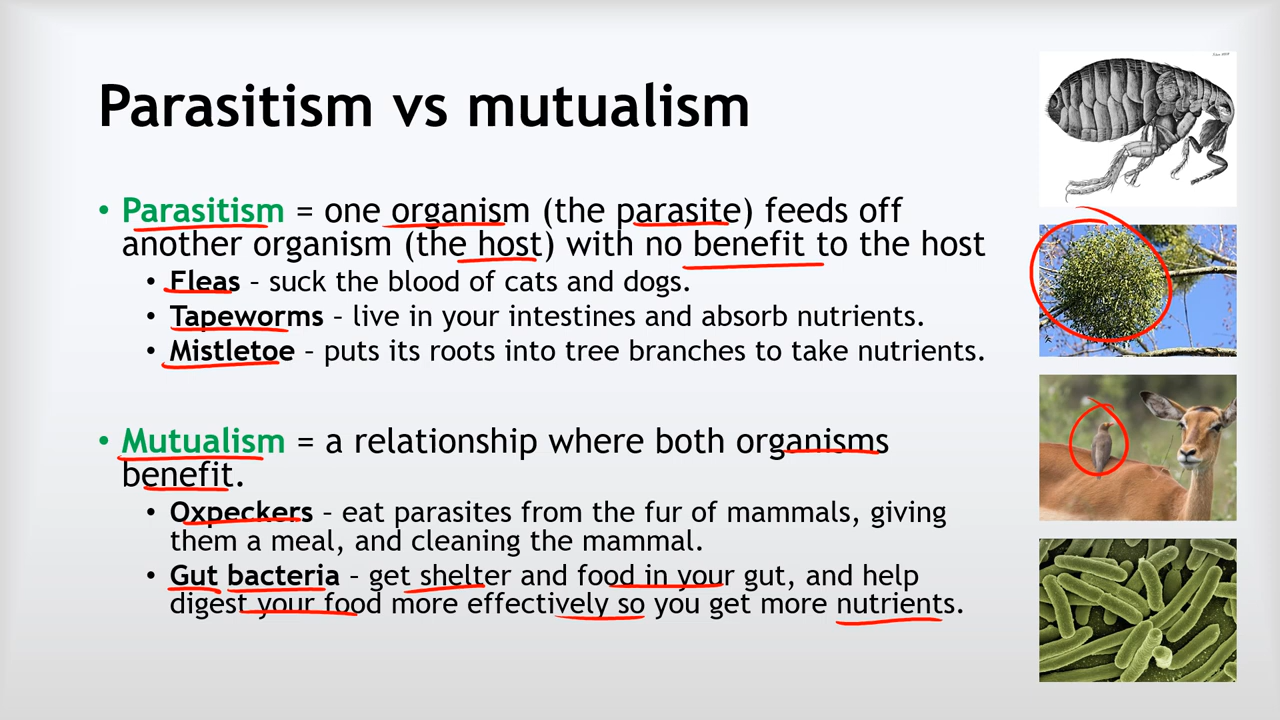 Parasitism vs mutualism
• Parasitism = one organism (the parasite) feeds off
another organism (the host) with no benefit to the host
• Fleas – suck the blood of cats and dogs.
• Tapeworms – live in your intestines and absorb nutrients.
• Mistletoe – puts its roots into tree branches to take nutrients.
• Mutualism = a relationship where both organisms
benefit.
• Oxpeckers – eat parasites from the fur of mammals, giving
them a meal, and cleaning the mammal.
• Gut bacteria – get shelter and food in your gut, and help
digest your food more effectively so you get more nutrients.